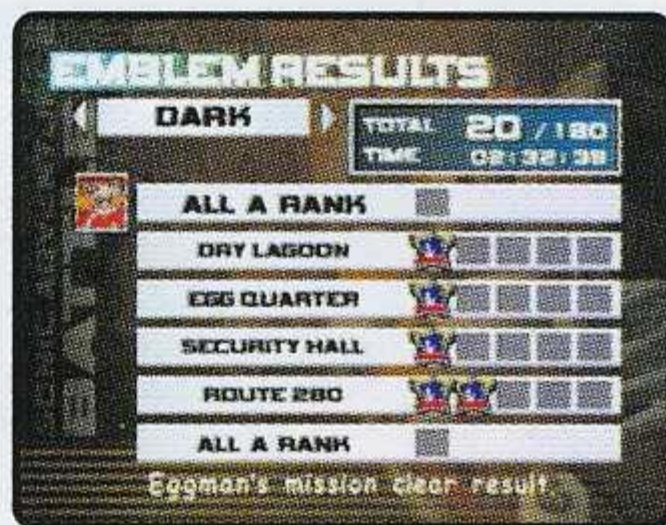 EMBLEM RESULTS
DARK
TOTAL 20 / 180
TIME 02:32:39
ALL A RANK
DRY LAGOON
EGG QUARTER
SECURITY HALL
ROUTE 280
ALL A RANK
Eggman's mission clear result.